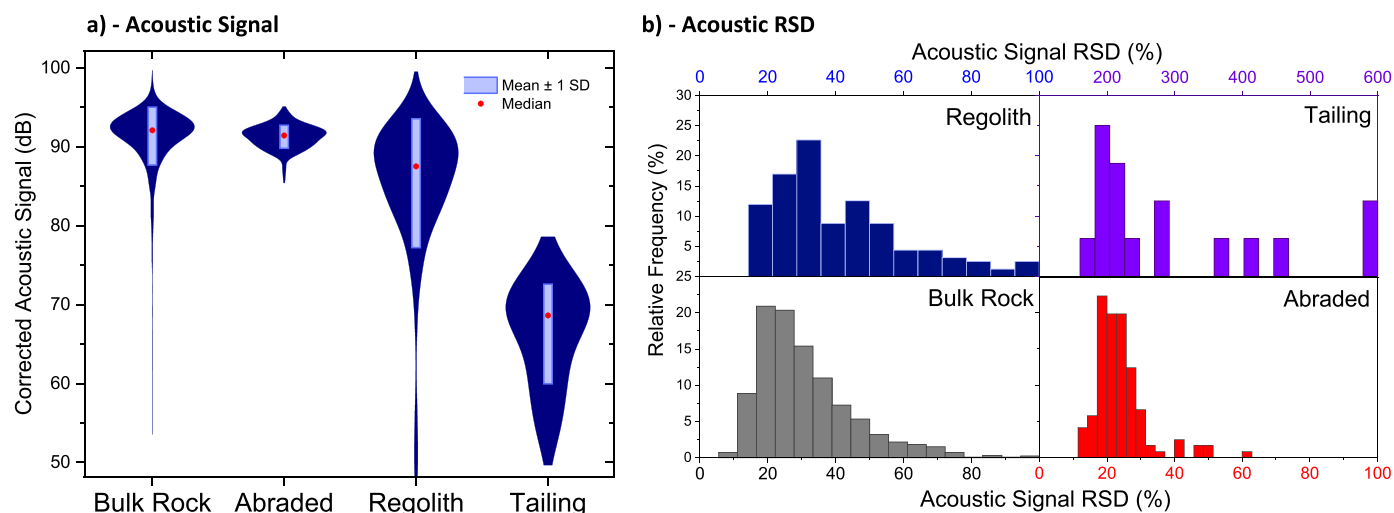 a) - Acoustic Signal
100
90
80
70
60
50
Corrected Acoustic Signal (dB)
Mean ± 1 SD
Median
Bulk Rock
Abraded
Regolith
Tailing
b) - Acoustic RSD
Acoustic Signal RSD (%)
0 20 40 60 80 100 200 300 400 500 600
30
25
20
15
10
5
25
20
15
10
5
0
Relative Frequency (%)
Regolith
Tailing
Bulk Rock
Abraded
20 40 60 80 0 20 40 60 80 100
Acoustic Signal RSD (%)